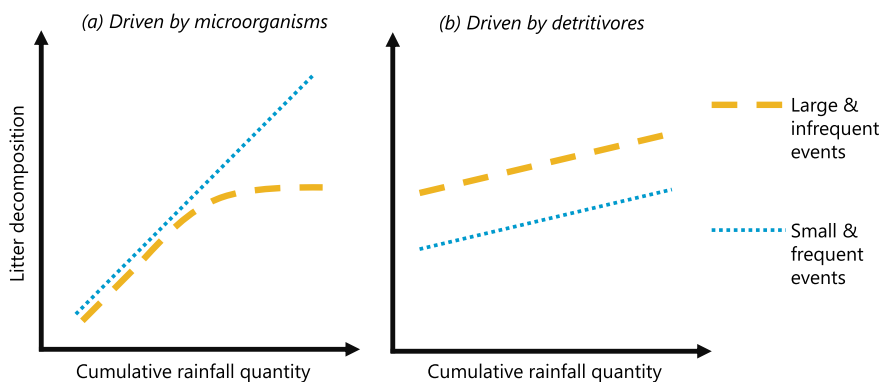 (a) Driven by microorganisms
(b) Driven by detritivores
Litter decomposition
Cumulative rainfall quantity
Cumulative rainfall quantity
Large &
infrequent
events
Small &
frequent
events